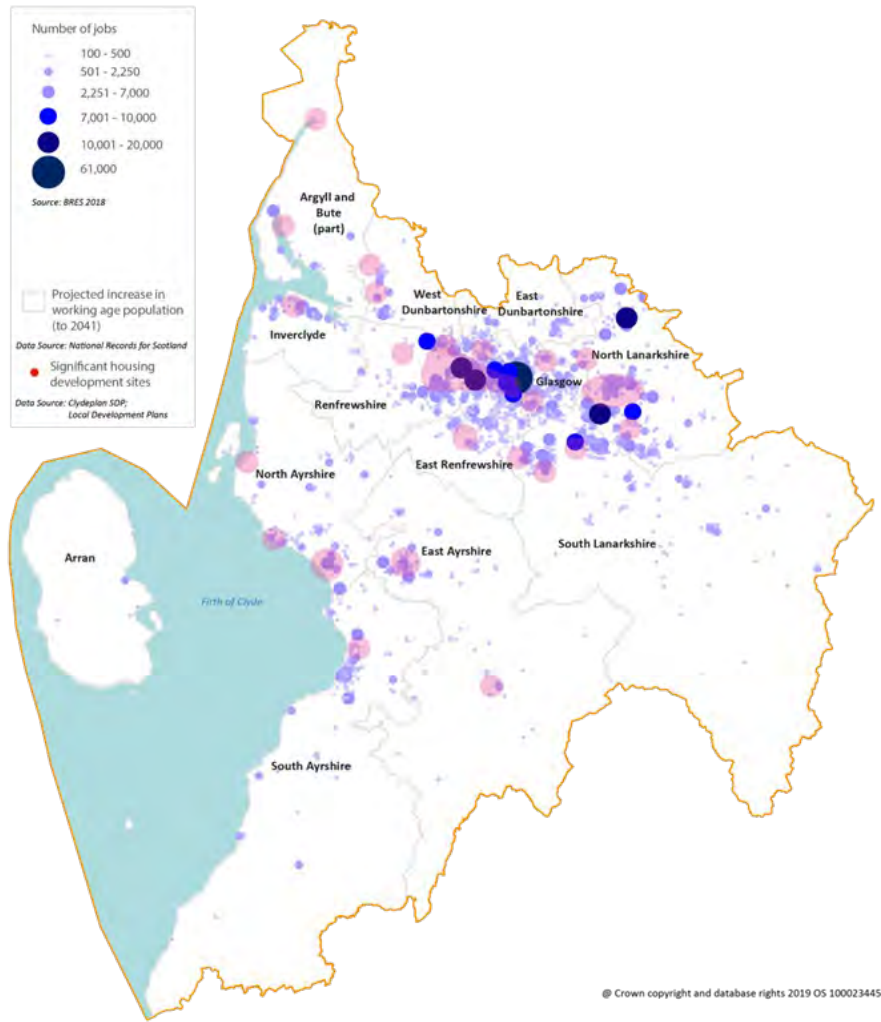 Number of jobs
100 - 500
501 - 2,250
2,251 - 7,000
7,001 - 10,000
10,001 - 20,000
61,000
Source: BRES 2018
Projected increase in
working age population
(to 2041)
Data Source: National Records for Scotland
Significant housing
development sites
Data Source: Clydeplan SDP;
Local Development Plans
Argyll and
Bute
(part)
West
Dunbartonshire
East
Dunbartonshire
Inverclyde
North Lanarkshire
Glasgow
Renfrewshire
East Renfrewshire
North Ayrshire
South Lanarkshire
East Ayrshire
Arran
Firth of Clyde
South Ayrshire
@ Crown copyright and database rights 2019 OS 100023445